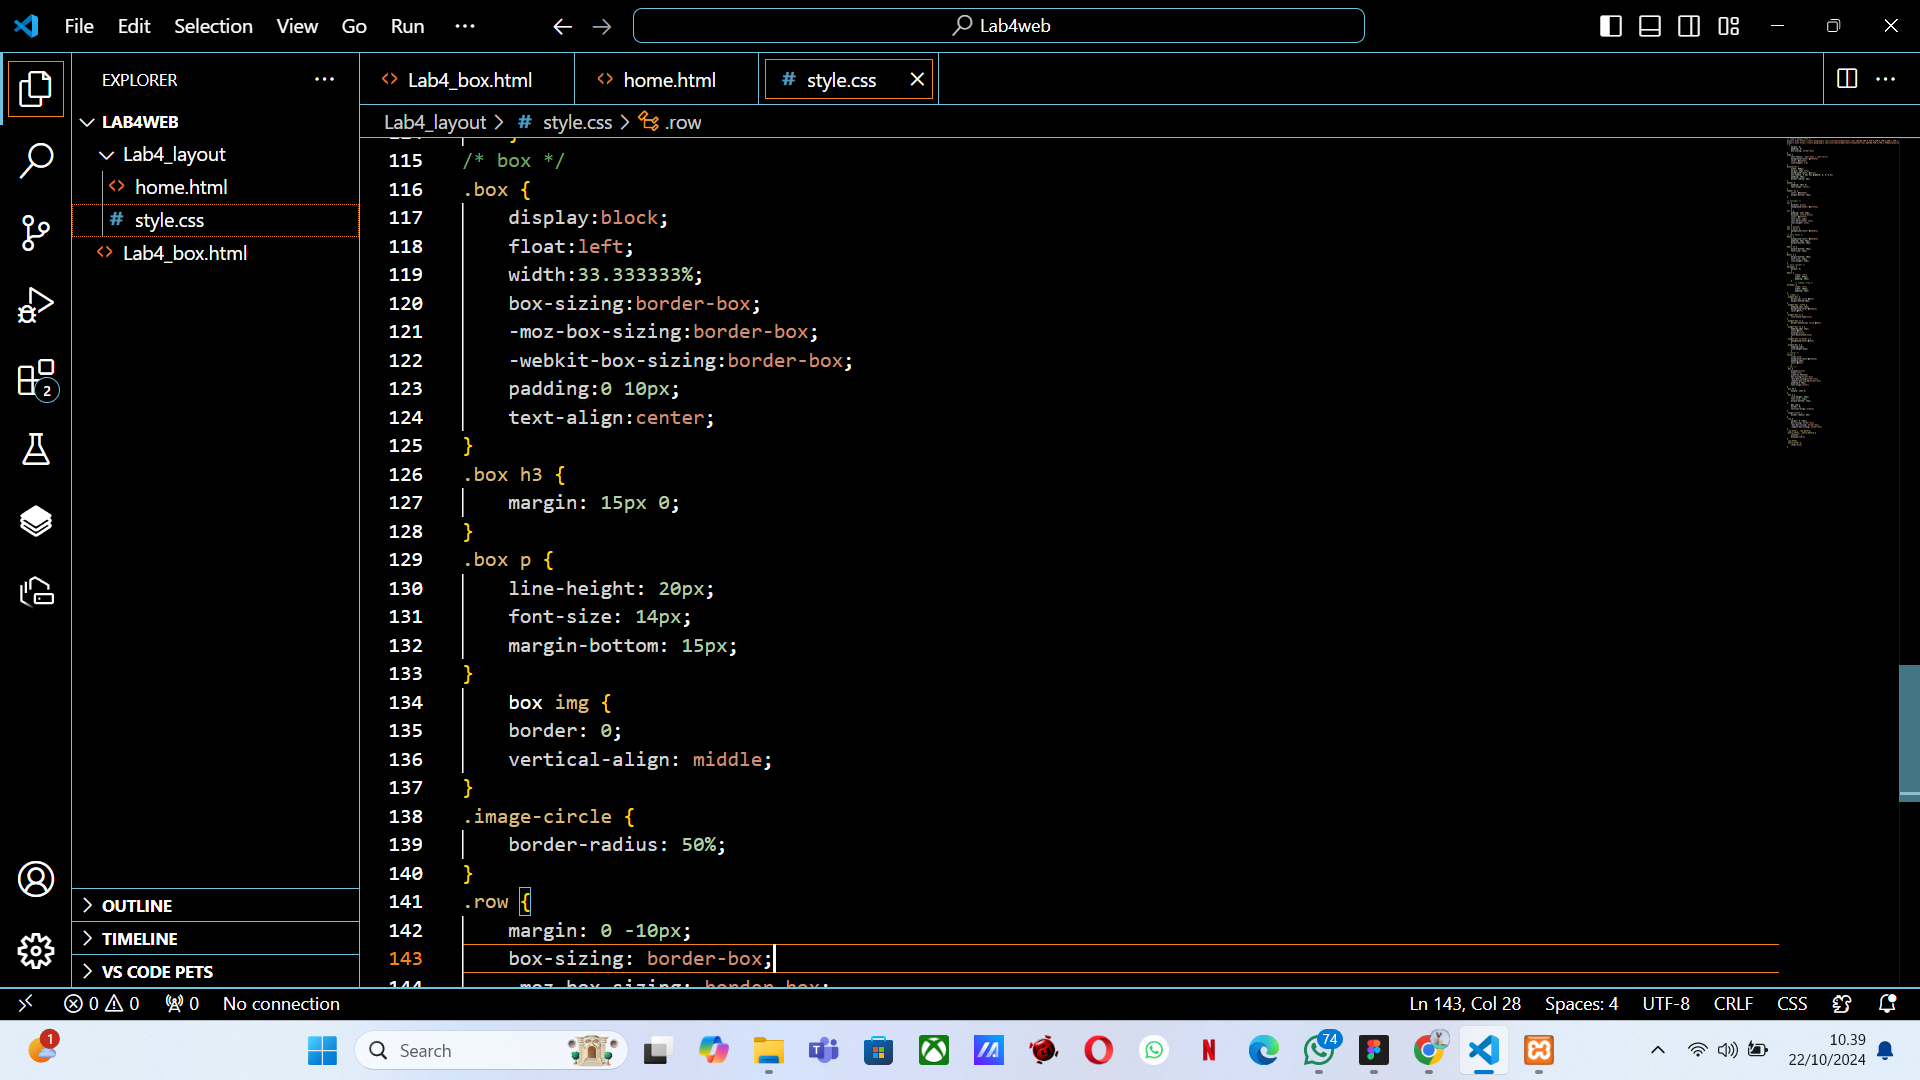 File Edit Selection View Go Run ···
Lab4web
EXPLORER
LAB4WEB
Lab4_layout
home.html
# style.css
Lab4_box.html
OUTLINE
TIMELINE
VS CODE PETS
2
Lab4_box.html
home.html
# style.css
Lab4_layout > # style.css > .row
115 /* box */
116 .box {
117 display:block;
118 float:left;
119 width:33.333333%;
120 box-sizing:border-box;
121 -moz-box-sizing:border-box;
122 -webkit-box-sizing:border-box;
123 padding:0 10px;
124 text-align:center;
125 }
126 .box h3 {
127 margin: 15px 0;
128 }
129 .box p {
130 line-height: 20px;
131 font-size: 14px;
132 margin-bottom: 15px;
133 }
134 box img {
135 border: 0;
136 vertical-align: middle;
137 }
138 .image-circle {
139 border-radius: 50%;
140 }
141 .row {
142 margin: 0 -10px;
143 box-sizing: border-box;
144 -moz-box-sizing: border-box;
0 0 0 No connection
Ln 143, Col 28 Spaces: 4 UTF-8 CRLF CSS
1
Search
74
10.39
22/10/2024